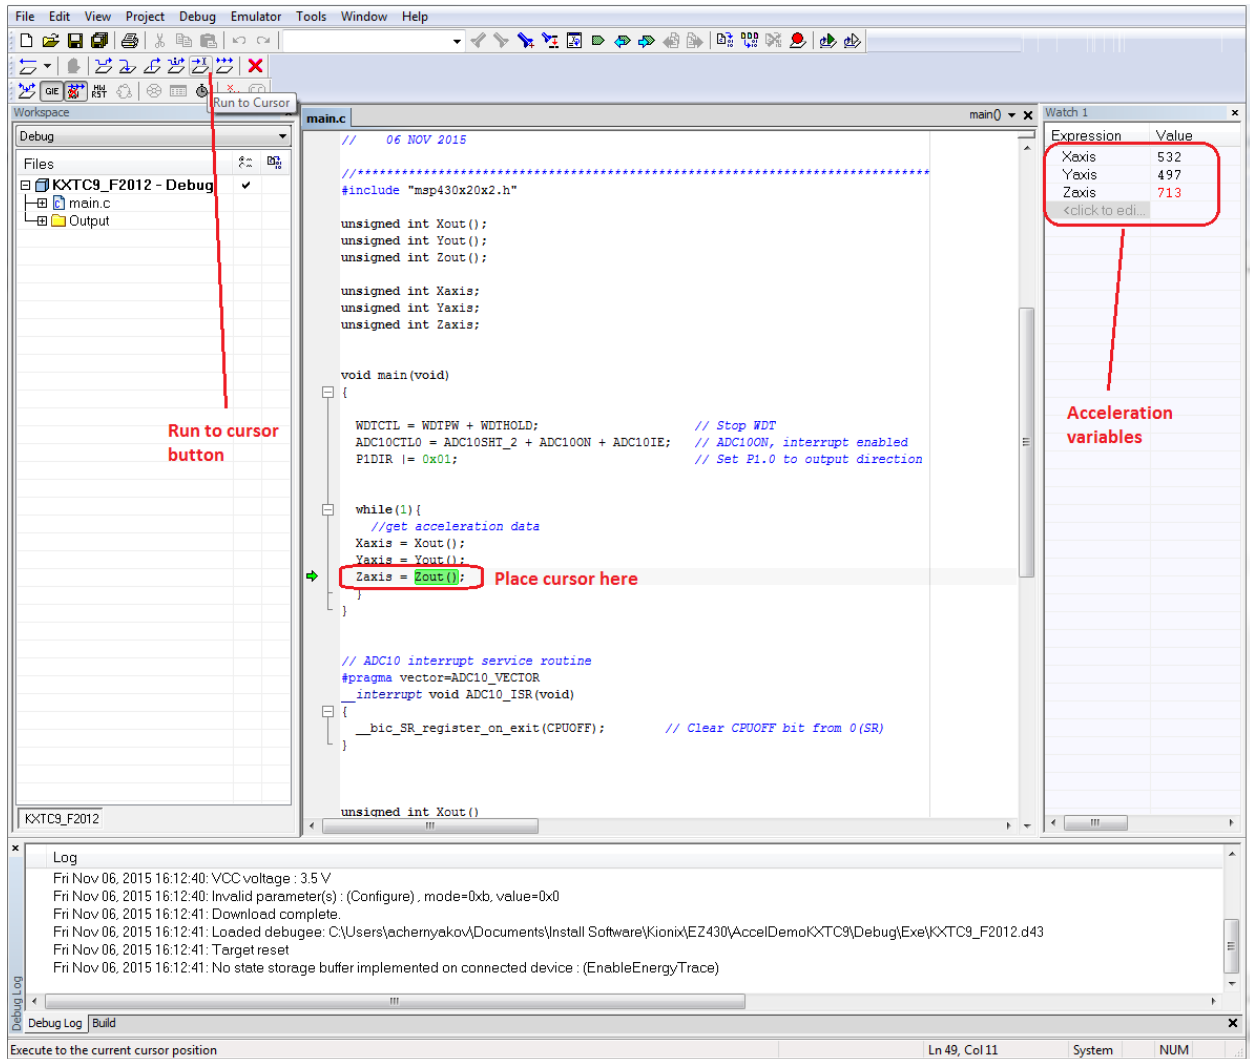 File Edit View Project Debug Emulator Tools Window Help
GIE HW RST
Run to Cursor
Workspace
Debug
Files
KXTC9_F2012 - Debug
main.c
Output
Run to cursor
button
KXTC9_F2012
main.c
main()
// 06 NOV 2015
//*******************************************************************************
#include "msp430x20x2.h"
unsigned int Xout();
unsigned int Yout();
unsigned int Zout();
unsigned int Xaxis;
unsigned int Yaxis;
unsigned int Zaxis;
void main(void)
{
WDTCTL = WDTPW + WDTHOLD; // Stop WDT
ADC10CTL0 = ADC10SHT_2 + ADC10ON + ADC10IE; // ADC10ON, interrupt enabled
P1DIR |= 0x01; // Set P1.0 to output direction
while(1){
//get acceleration data
Xaxis = Xout();
Yaxis = Yout();
Zaxis = Zout();
Place cursor here
}
}
// ADC10 interrupt service routine
#pragma vector=ADC10_VECTOR
__interrupt void ADC10_ISR(void)
{
__bic_SR_register_on_exit(CPUOFF); // Clear CPUOFF bit from 0(SR)
}
unsigned int Xout()
Watch 1
Expression Value
Xaxis 532
Yaxis 497
Zaxis 713
<click to edi...
Acceleration
variables
Log
Fri Nov 06, 2015 16:12:40: VCC voltage : 3.5 V
Fri Nov 06, 2015 16:12:40: Invalid parameter(s) : (Configure) , mode=0xb, value=0x0
Fri Nov 06, 2015 16:12:41: Download complete.
Fri Nov 06, 2015 16:12:41: Loaded debugee: C:\Users\achernyakov\Documents\Install Software\Kionix\EZ430\AccelDemoKXTC9\Debug\Exe\KXTC9_F2012.d43
Fri Nov 06, 2015 16:12:41: Target reset
Fri Nov 06, 2015 16:12:41: No state storage buffer implemented on connected device : (EnableEnergyTrace)
Debug Log
Debug Log Build
Execute to the current cursor position
Ln 49, Col 11 System NUM